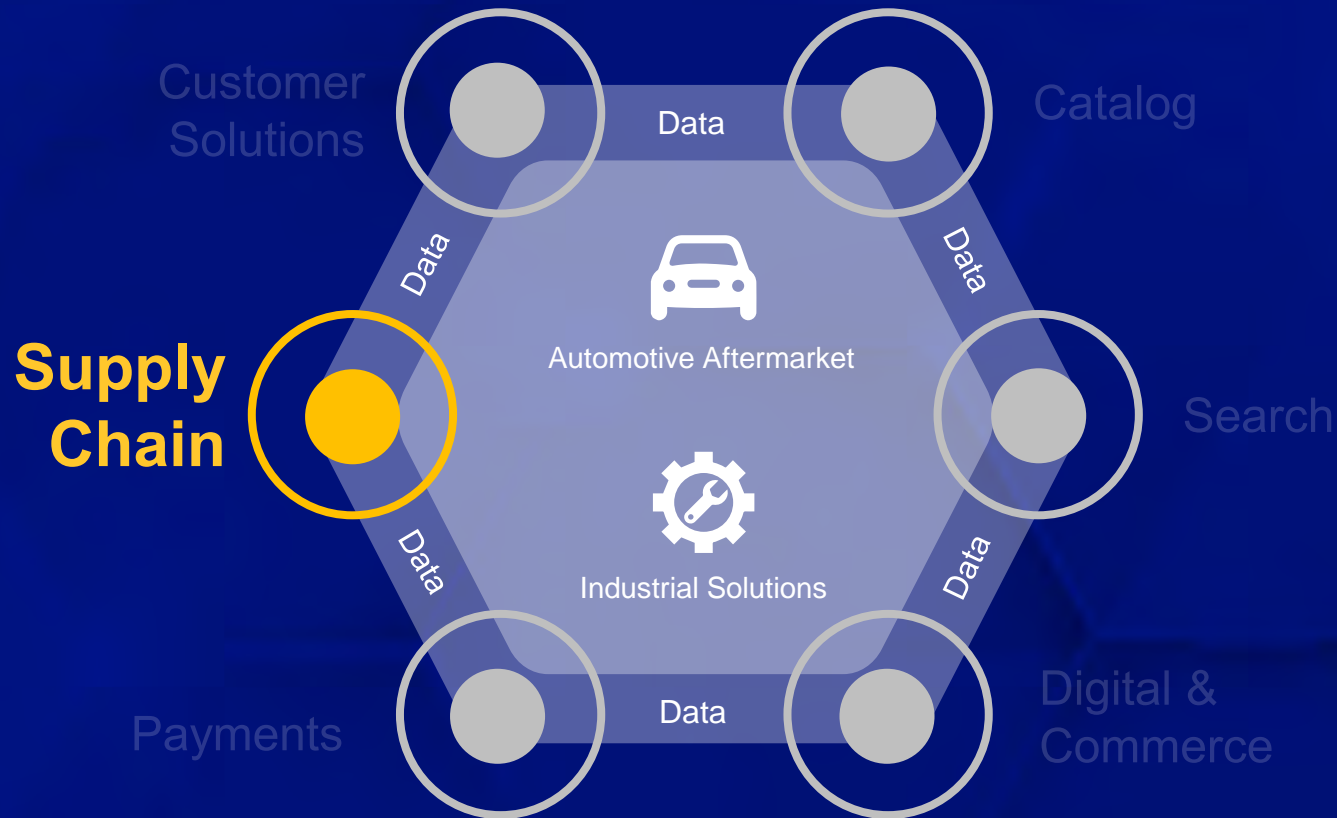 Customer
Solutions
Data
Catalog
Data
Data
Supply
Chain
Automotive Aftermarket
Search
Data
Data
Industrial Solutions
Payments
Data
Digital &
Commerce